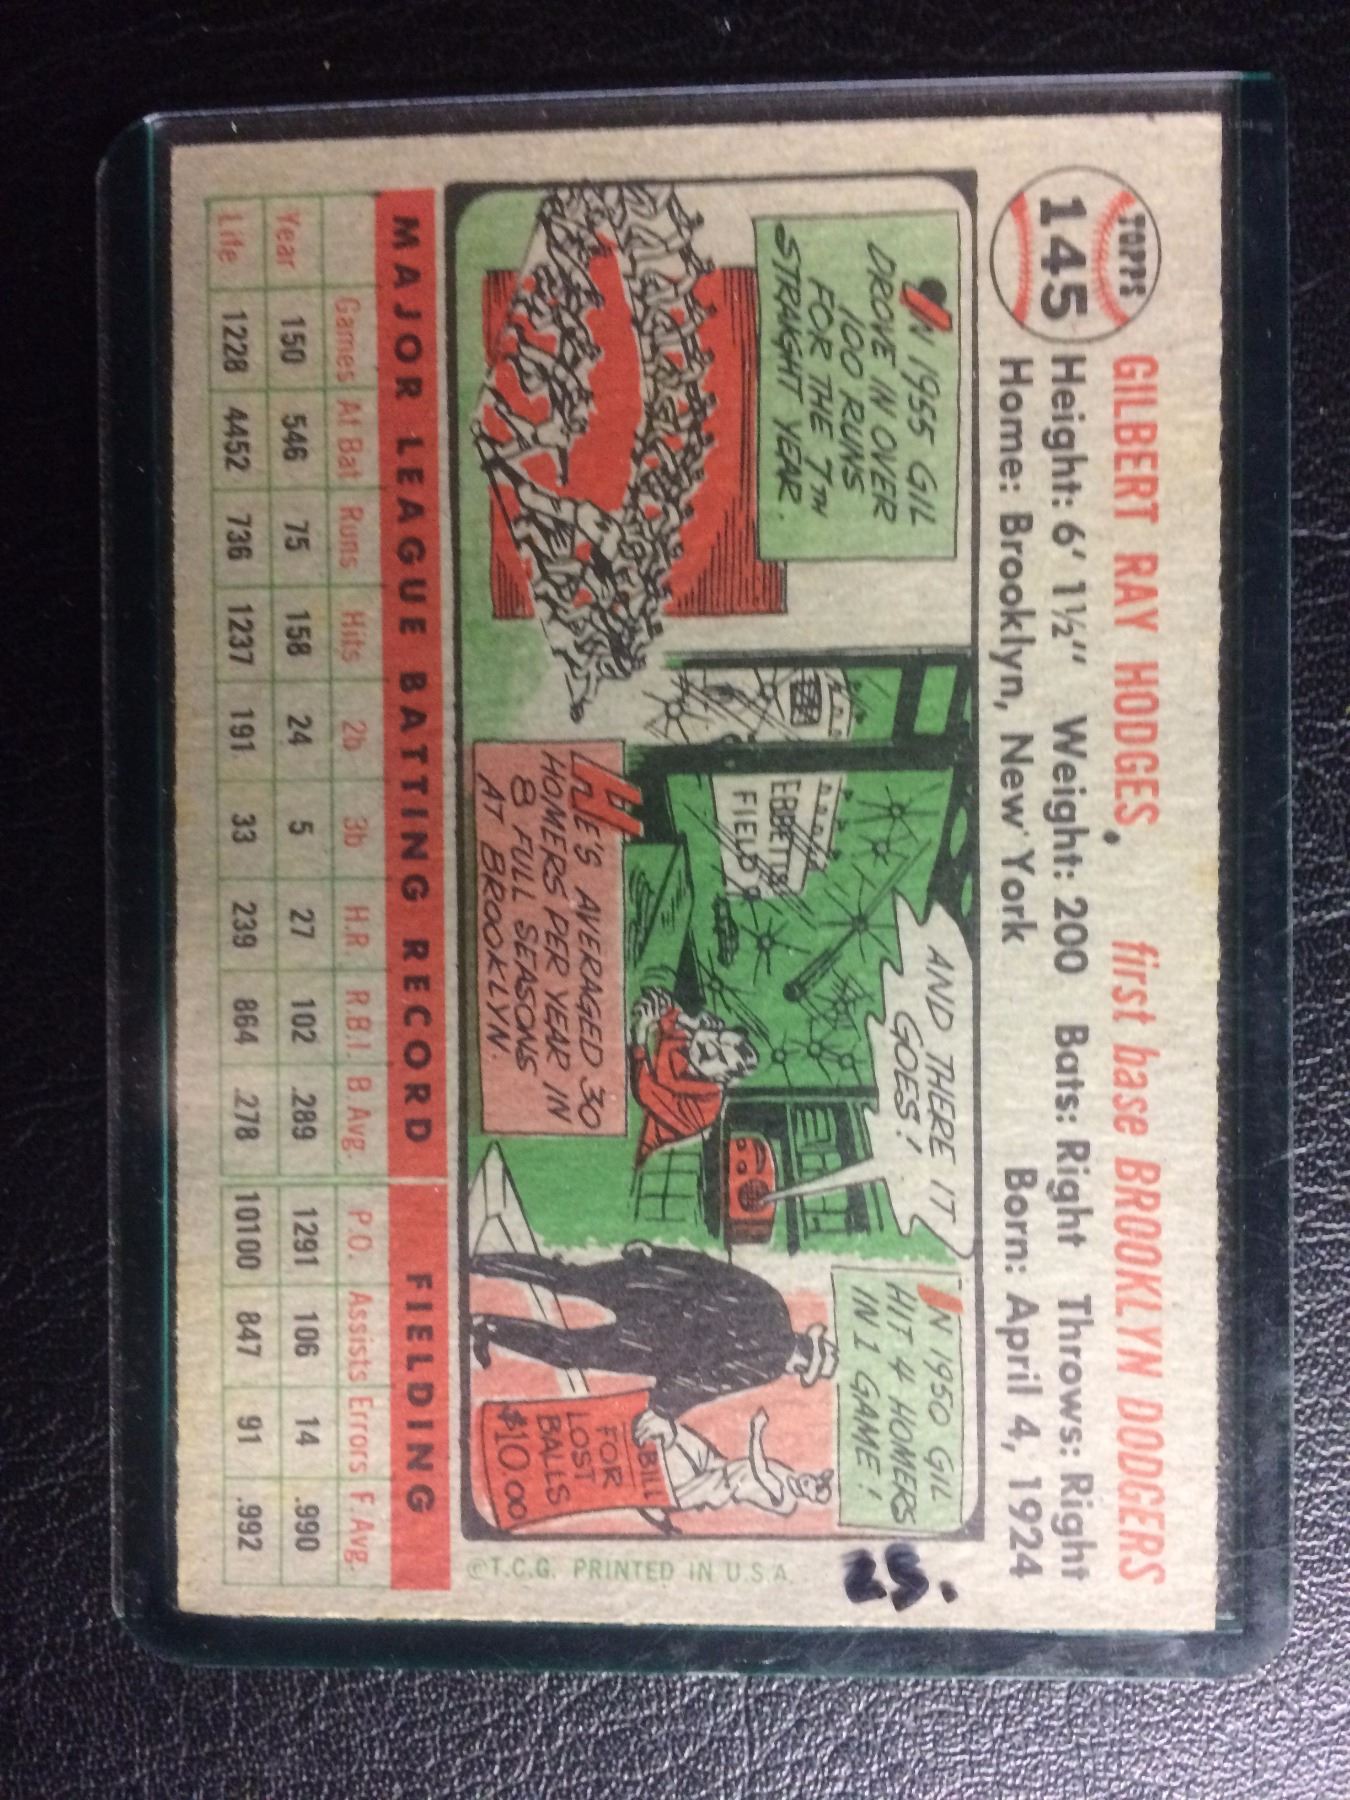 TOPPS
145
GILBERT RAY HODGES, first base BROOKLYN DODGERS
Height: 6' 1½" Weight: 200 Bats: Right Throws: Right
Home: Brooklyn, New York Born: April 4, 1924
IN 1955 GIL
DROVE IN OVER
100 RUNS
FOR THE 7TH
STRAIGHT YEAR.
EBBETTS
FIELD
AND THERE IT
GOES!
HE'S AVERAGED 30
HOMERS PER YEAR IN
8 FULL SEASONS
AT BROOKLYN.
IN 1950 GIL
HIT 4 HOMERS
IN 1 GAME!
BILL
FOR
LOST
BALLS
$10.00
©T.C.G. PRINTED IN U.S.A.
MAJOR LEAGUE BATTING RECORD FIELDING
Games At Bat Runs Hits 2b 3b H.R R.B.I. B.Avg. P.O. Assists Errors F.Avg.
Year 150 546 75 158 24 5 27 102 .289 1291 106 14 .990
Life 1228 4452 736 1237 191 33 239 864 .278 10100 847 91 .992